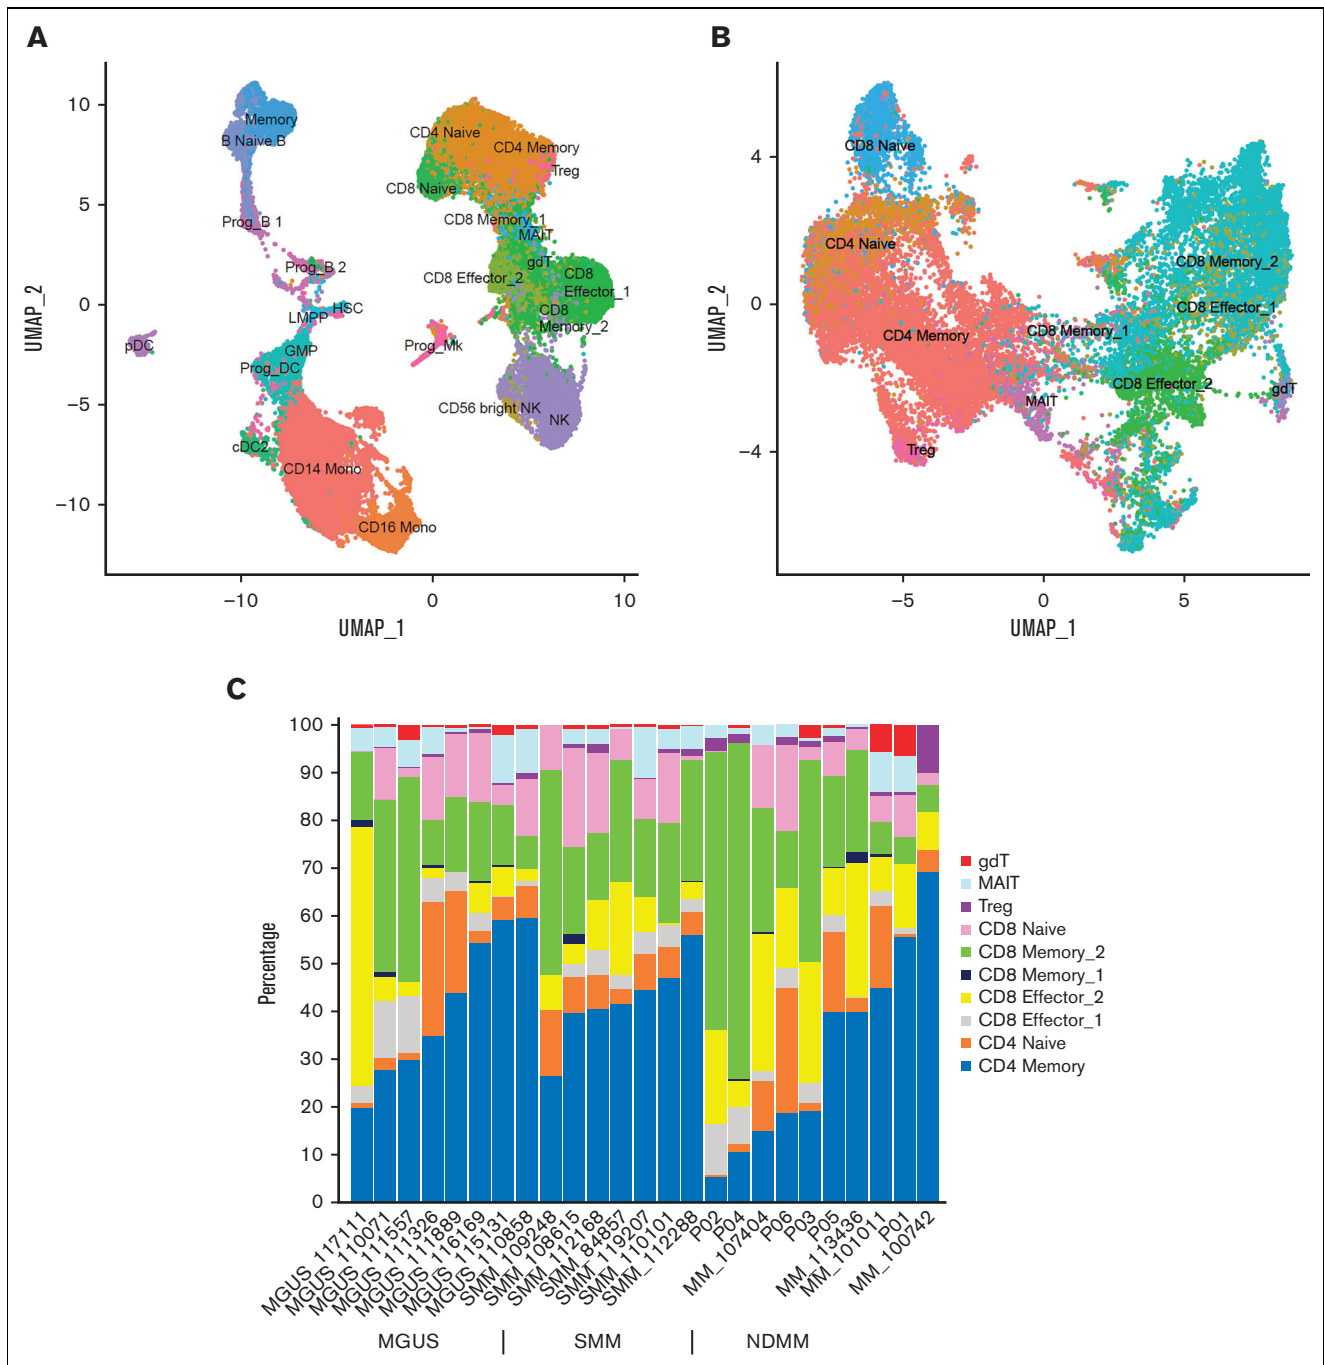 A
B
10
5
0
−5
−10
UMAP_2
−10
0
10
UMAP_1
Memory
B Naive B
Prog_B 1
Prog_B 2
HSC
LMPP
GMP
pDC
Prog_DC
cDC2
CD14 Mono
CD16 Mono
Prog_Mk
CD4 Naive
CD4 Memory
Treg
CD8 Naive
CD8 Memory_1
MAIT
gdT
CD8 Effector_2
CD8
Effector_1
CD8
Memory_2
CD56 bright NK
NK
4
0
−4
UMAP_2
−5
0
5
UMAP_1
CD8 Naive
CD4 Naive
CD8 Memory_2
CD8 Effector_1
CD4 Memory
CD8 Memory_1
CD8 Effector_2
gdT
MAIT
Treg
C
100
90
80
70
60
50
40
30
20
10
0
Percentage
gdT
MAIT
Treg
CD8 Naive
CD8 Memory_2
CD8 Memory_1
CD8 Effector_2
CD8 Effector_1
CD4 Naive
CD4 Memory
MGUS_117111
MGUS_110071
MGUS_111557
MGUS_111326
MGUS_111889
MGUS_116169
MGUS_115131
MGUS_110858
SMM_109248
SMM_108615
SMM_112168
SMM_84857
SMM_119207
SMM_110101
SMM_112288
P02
P04
MM_107404
P06
P03
P05
MM_113436
MM_101011
P01
MM_100742
MGUS | SMM | NDMM